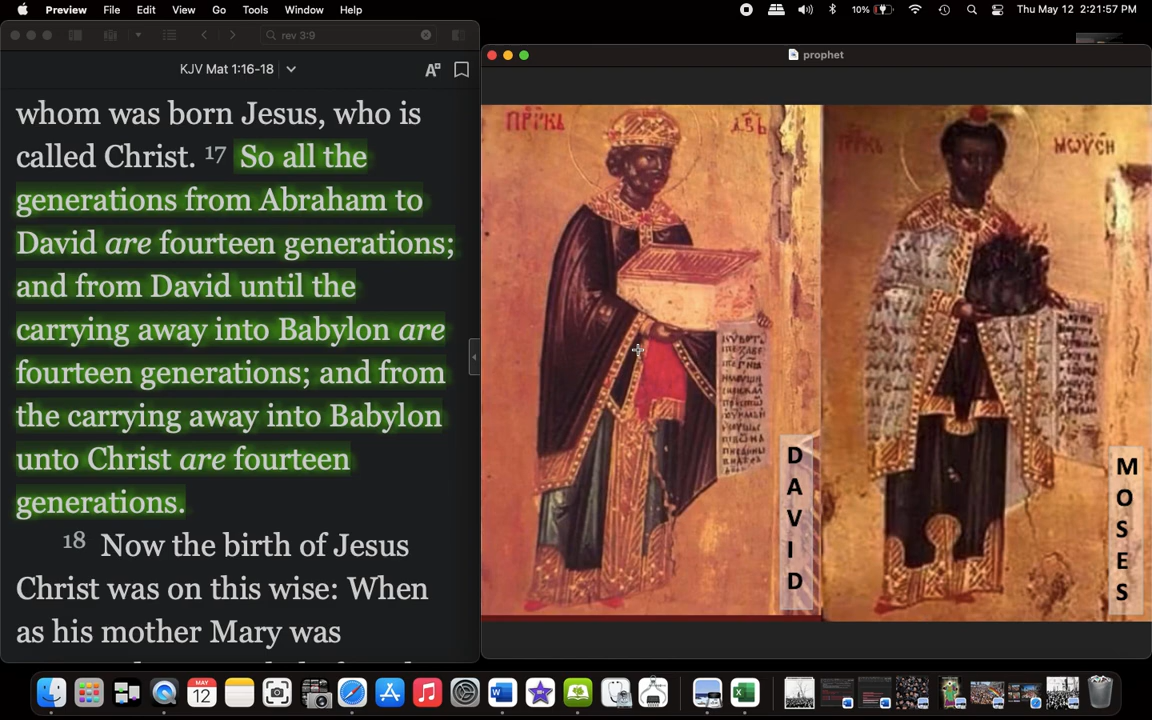 Preview File Edit View Go Tools Window Help
10% Thu May 12 2:21:57 PM
rev 3:9
prophet
KJV Mat 1:16-18
whom was born Jesus, who is
called Christ. 17 So all the
generations from Abraham to
David are fourteen generations;
and from David until the
carrying away into Babylon are
fourteen generations; and from
the carrying away into Babylon
unto Christ are fourteen
generations.
18 Now the birth of Jesus
Christ was on this wise: When
as his mother Mary was
DAVID
MOSES
MAY
12